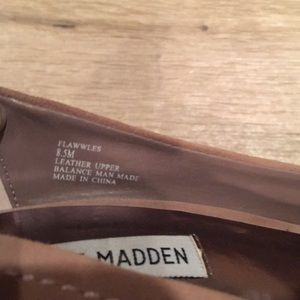 FLAWWLES
8.5M
LEATHER UPPER
BALANCE MAN MADE
MADE IN CHINA
MADDEN